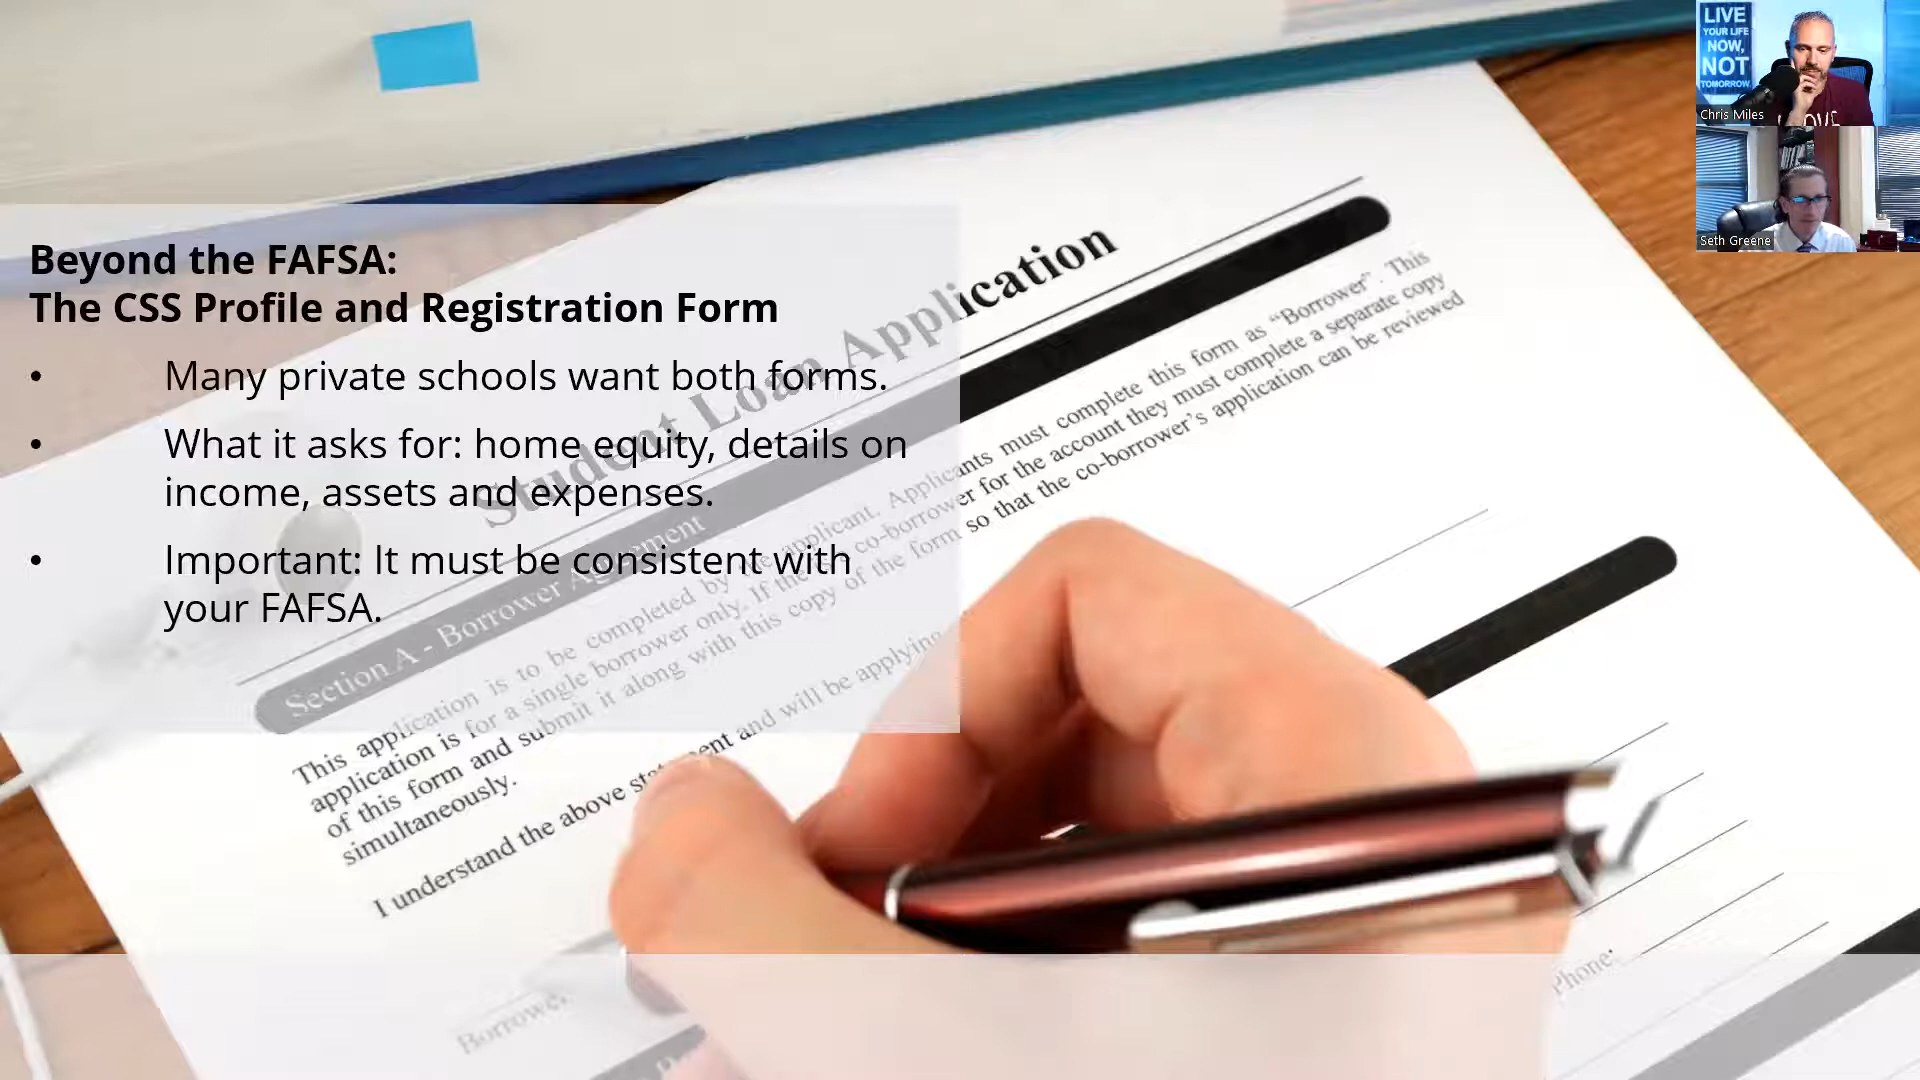 Beyond the FAFSA:
The CSS Profile and Registration Form
• Many private schools want both forms.
• What it asks for: home equity, details on
income, assets and expenses.
• Important: It must be consistent with
your FAFSA.
Student Loan Application
Section A - Borrower Agreement
This application is to be completed by the applicant. Applicants must complete this form as “Borrower”. This
application is for a single borrower only. If the co-borrower for the account they must complete a separate copy
of this form and submit it along with this copy of the form so that the co-borrower’s application can be reviewed
simultaneously.
I understand the above statement and will be applying
Borrower
Phone:
LIVE
YOUR LIFE
NOW,
NOT
TOMORROW
Chris Miles
Seth Greene